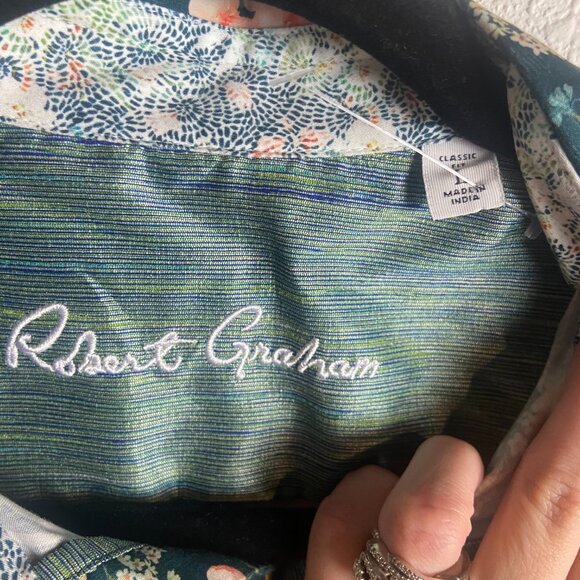 CLASSIC
FIT
MADE IN
INDIA
Robert Graham